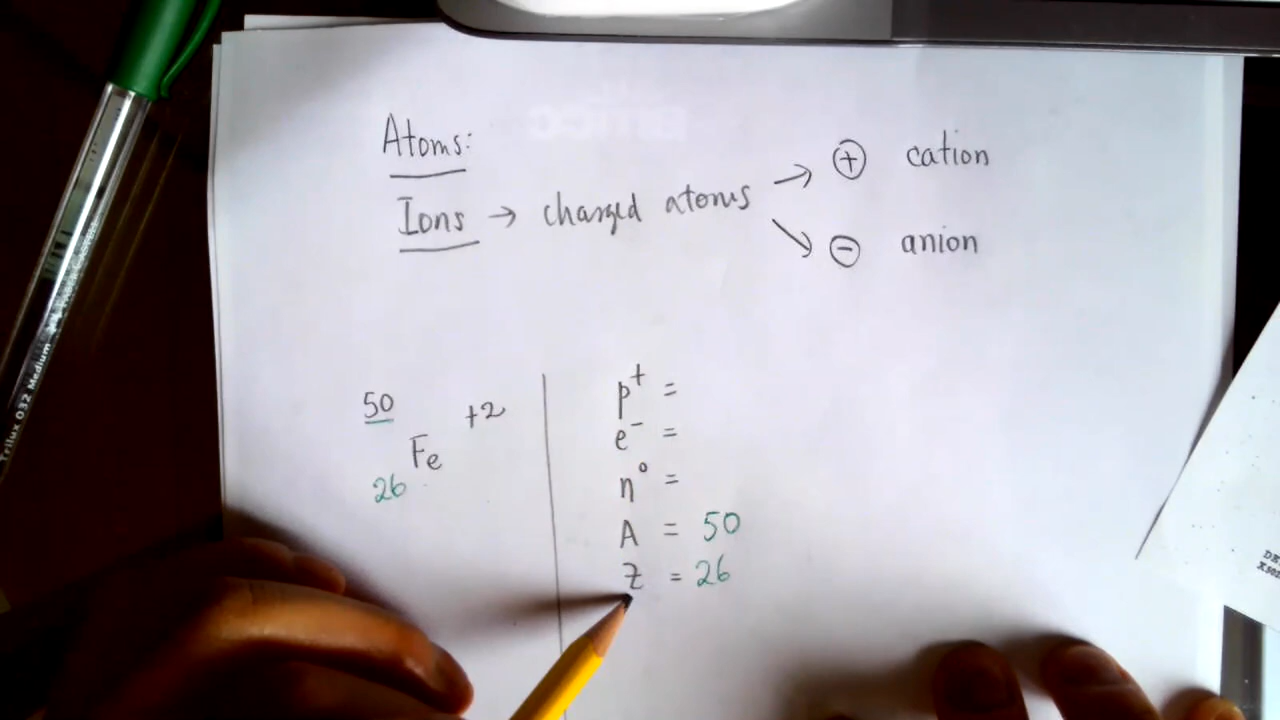 Atoms:
Ions → charged atoms
+ cation
- anion
50
Fe +2
26
p+ =
e- =
n° =
A = 50
Z = 26
Trilux 032 Medium